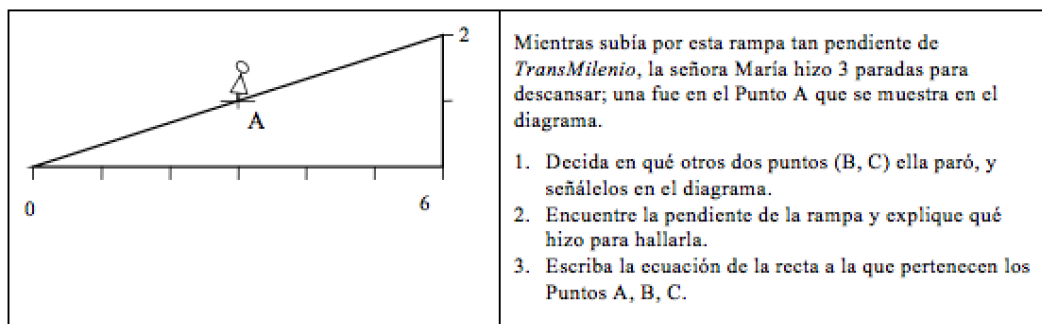 2
A
0
6
Mientras subía por esta rampa tan pendiente de
TransMilenio, la señora María hizo 3 paradas para
descansar; una fue en el Punto A que se muestra en el
diagrama.
1. Decida en qué otros dos puntos (B, C) ella paró, y
señálelos en el diagrama.
2. Encuentre la pendiente de la rampa y explique qué
hizo para hallarla.
3. Escriba la ecuación de la recta a la que pertenecen los
Puntos A, B, C.